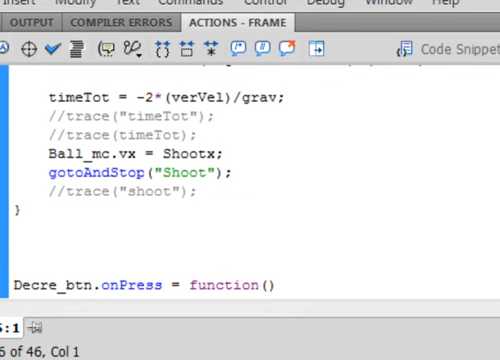 Insert Modify Text Commands Control Debug Window Help
OUTPUT COMPILER ERRORS ACTIONS - FRAME
Code Snippet
timeTot = -2*(verVel)/grav;
//trace("timeTot");
//trace(timeTot);
Ball_mc.vx = Shootx;
gotoAndStop("Shoot");
//trace("shoot");
}
Decre_btn.onPress = function()
:1
of 46, Col 1